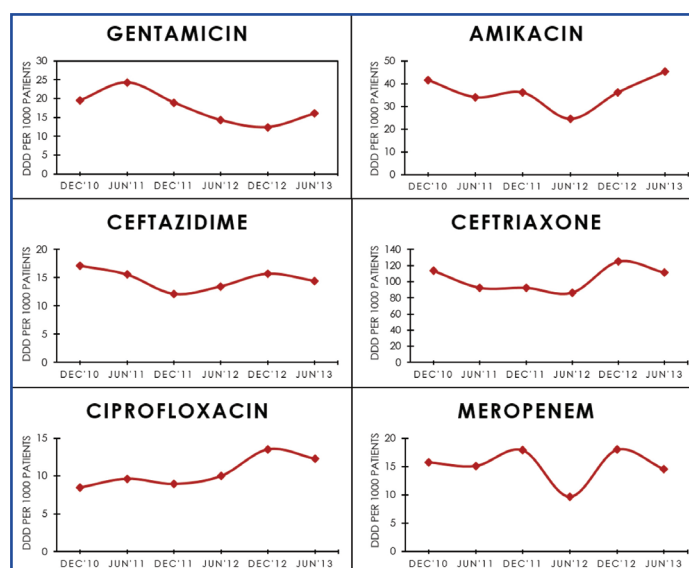 GENTAMICIN
DDD PER 1000 PATIENTS
30
25
20
15
10
5
0
DEC'10 JUN'11 DEC'11 JUN'12 DEC'12 JUN'13
AMIKACIN
DDD PER 1000 PATIENTS
50
40
30
20
10
0
DEC'10 JUN'11 DEC'11 JUN'12 DEC'12 JUN'13
CEFTAZIDIME
DDD PER 1000 PATIENTS
20
15
10
5
0
DEC'10 JUN'11 DEC'11 JUN'12 DEC'12 JUN'13
CEFTRIAXONE
DDD PER 1000 PATIENTS
140
120
100
80
60
40
20
0
DEC'10 JUN'11 DEC'11 JUN'12 DEC'12 JUN'13
CIPROFLOXACIN
DDD PER 1000 PATIENTS
15
10
5
0
DEC'10 JUN'11 DEC'11 JUN'12 DEC'12 JUN'13
MEROPENEM
DDD PER 1000 PATIENTS
20
15
10
5
0
DEC'10 JUN'11 DEC'11 JUN'12 DEC'12 JUN'13